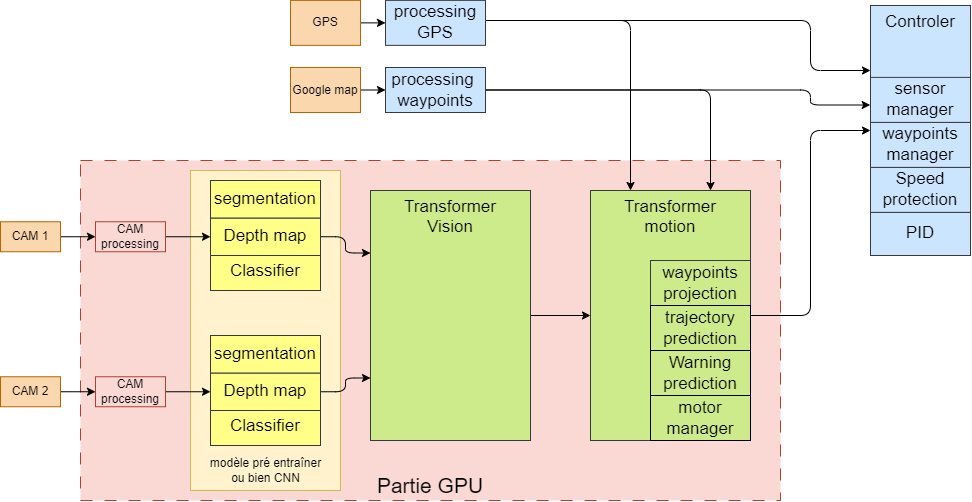 GPS
processing
GPS
Google map
processing
waypoints
Controler
sensor
manager
waypoints
manager
Speed
protection
PID
CAM 1
CAM
processing
segmentation
Depth map
Classifier
CAM 2
CAM
processing
segmentation
Depth map
Classifier
modèle pré entraîner
ou bien CNN
Transformer
Vision
Transformer
motion
waypoints
projection
trajectory
prediction
Warning
prediction
motor
manager
Partie GPU